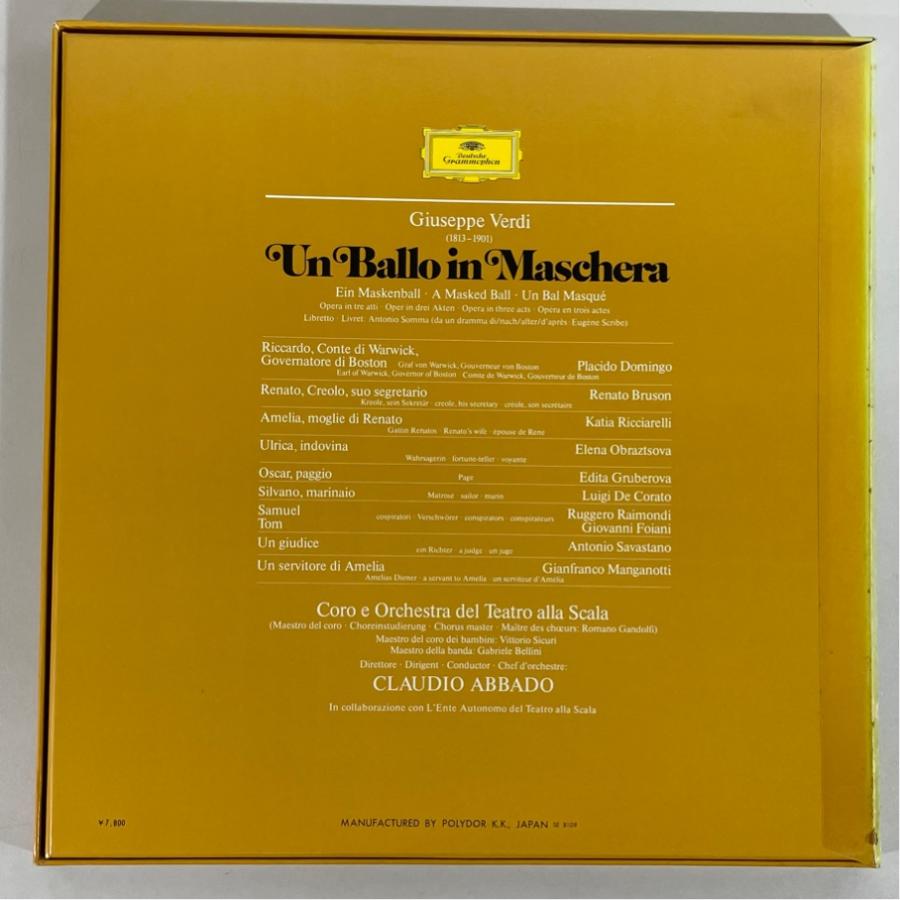 Deutsche
Grammophon
Giuseppe Verdi
(1813–1901)
Un Ballo in Maschera
Ein Maskenball · A Masked Ball · Un Bal Masqué
Opera in tre atti · Oper in drei Akten · Opera in three acts · Opéra en trois actes
Libretto · Livret: Antonio Somma (da un dramma di/nach/after/d'après Eugène Scribe)
Riccardo, Conte di Warwick,
Governatore di Boston Graf von Warwick, Gouverneur von Boston Placido Domingo
Earl of Warwick, Governor of Boston · Comte de Warwick, Gouverneur de Boston
Renato, Creolo, suo segretario Renato Bruson
Kreole, sein Sekretär · creole, his secretary · créole, son secrétaire
Amelia, moglie di Renato Katia Ricciarelli
Gattin Renatos · Renato's wife · épouse de René
Ulrica, indovina Elena Obraztsova
Wahrsagerin · fortune-teller · voyante
Oscar, paggio Page Edita Gruberova
Silvano, marinaio Matrose · sailor · marin Luigi De Corato
Samuel Ruggero Raimondi
cospiratori · Verschwörer · conspirators · conspirateurs
Tom Giovanni Foiani
Un giudice ein Richter · a judge · un juge Antonio Savastano
Un servitore di Amelia Gianfranco Manganotti
Amelias Diener · a servant to Amelia · un serviteur d'Amelia
Coro e Orchestra del Teatro alla Scala
(Maestro del coro · Choreinstudierung · Chorus master · Maître des chœurs: Romano Gandolfi)
Maestro del coro dei bambini: Vittorio Sicuri
Maestro della banda: Gabriele Bellini
Direttore · Dirigent · Conductor · Chef d'orchestre:
CLAUDIO ABBADO
In collaborazione con L'Ente Autonomo del Teatro alla Scala
¥7,800 MANUFACTURED BY POLYDOR K.K., JAPAN